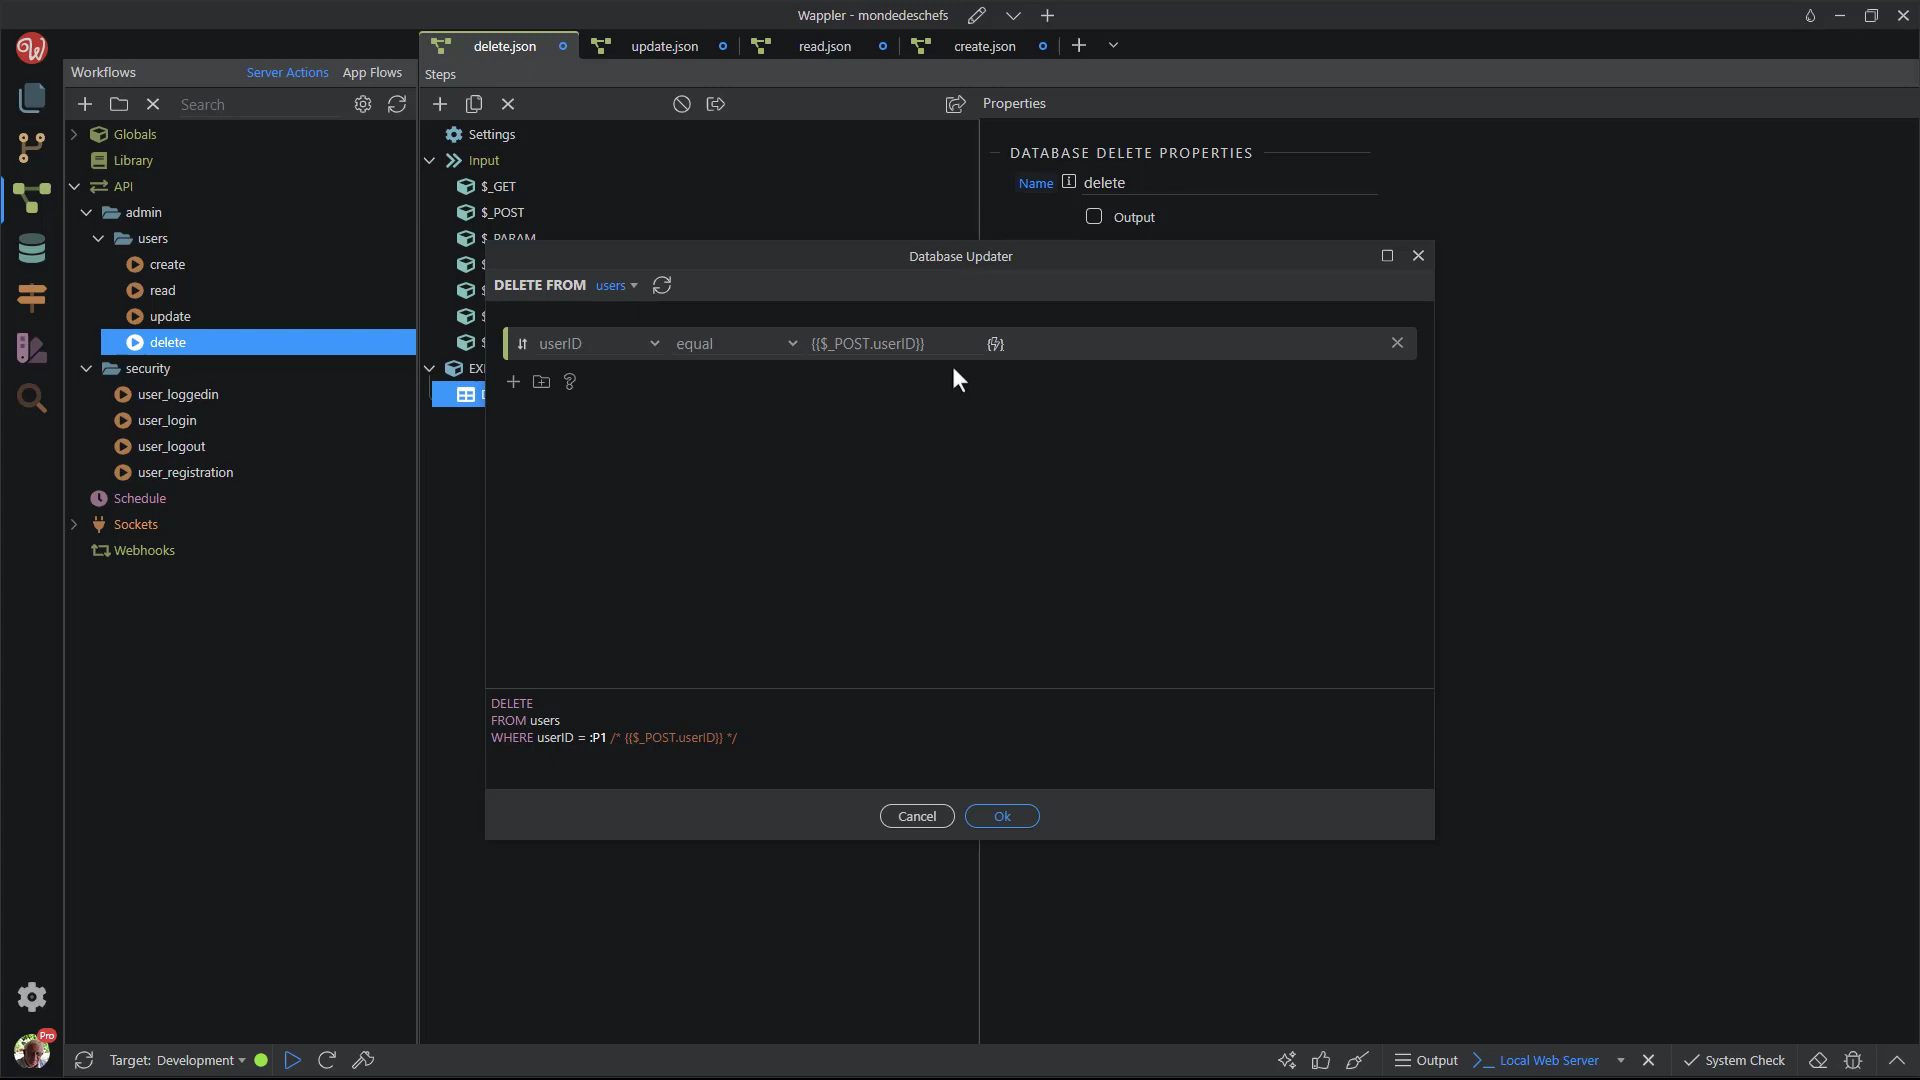 Wappler - mondedeschefs
delete.json
update.json
read.json
create.json
Workflows
Server Actions
App Flows
Steps
Search
Properties
Globals
Library
API
admin
users
create
read
update
delete
security
user_loggedin
user_login
user_logout
user_registration
Schedule
Sockets
Webhooks
Settings
Input
$_GET
$_POST
$_PARAM
DATABASE DELETE PROPERTIES
Name
delete
Output
Database Updater
DELETE FROM users
userID equal {{$_POST.userID}}
DELETE
FROM users
WHERE userID = :P1 /* {{$_POST.userID}} */
Cancel
Ok
Pro
Target: Development
Output
Local Web Server
System Check